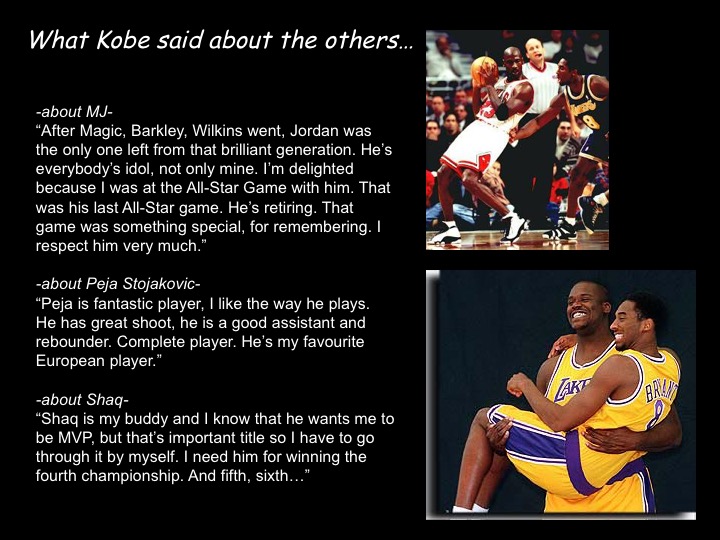 What Kobe said about the others…
-about MJ-
“After Magic, Barkley, Wilkins went, Jordan was
the only one left from that brilliant generation. He’s
everybody’s idol, not only mine. I’m delighted
because I was at the All-Star Game with him. That
was his last All-Star game. He’s retiring. That
game was something special, for remembering. I
respect him very much.”
-about Peja Stojakovic-
“Peja is fantastic player, I like the way he plays.
He has great shoot, he is a good assistant and
rebounder. Complete player. He’s my favourite
European player.”
-about Shaq-
“Shaq is my buddy and I know that he wants me to
be MVP, but that’s important title so I have to go
through it by myself. I need him for winning the
fourth championship. And fifth, sixth…”
8
LAKE
BRYANT
8